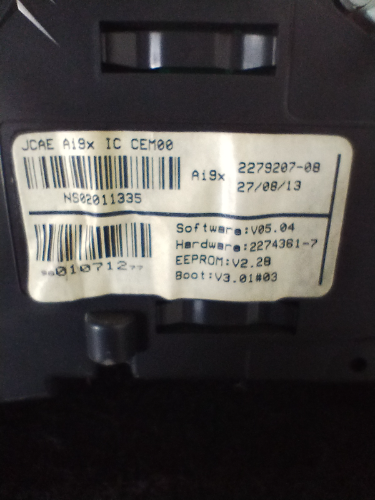 JCAE Ai9x IC CEM00
Ai9x 2279207-08
27/08/13
NS02011335
Software:V05.04
Hardware:2274361-7
EEPROM:V2.28
Boot:V3.01#03
010712